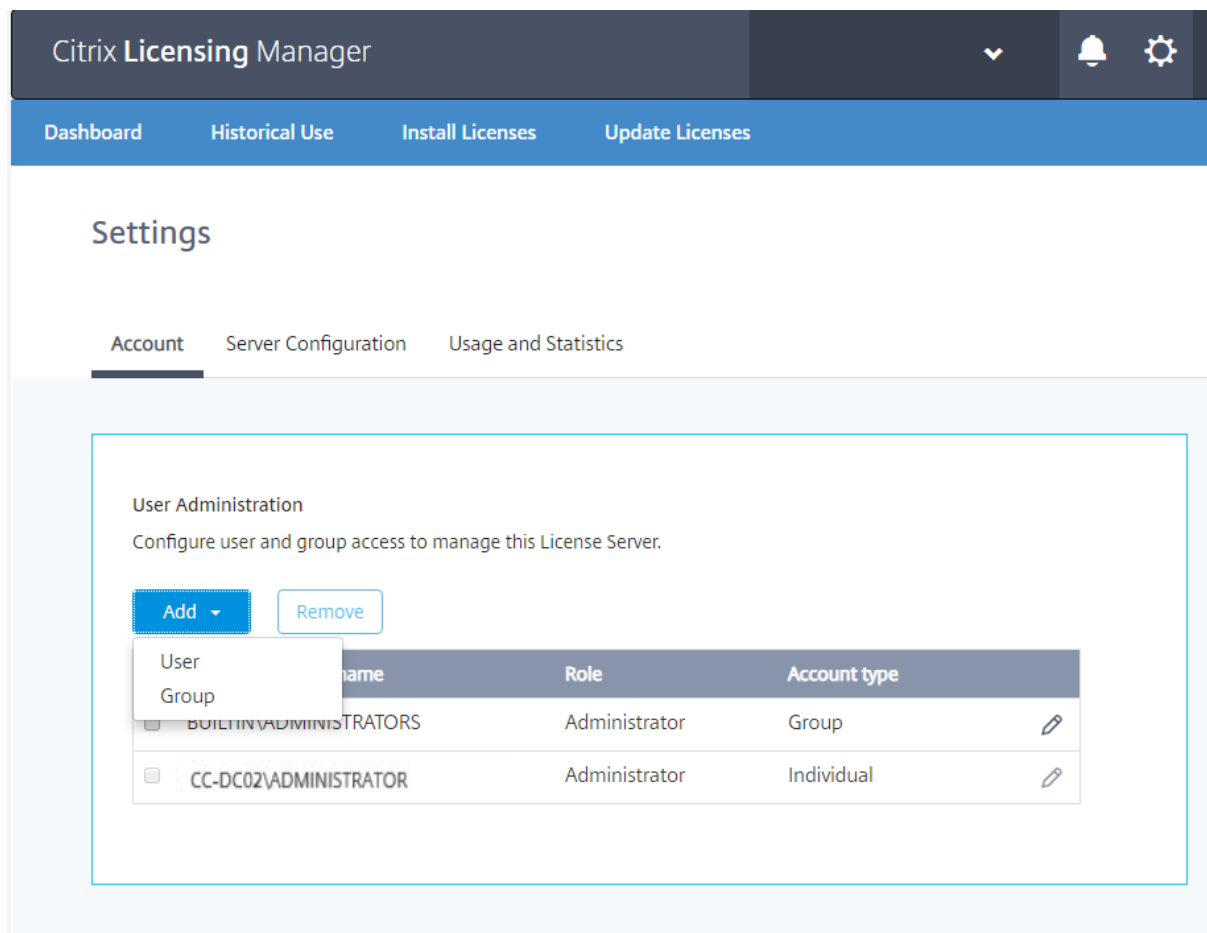 Citrix Licensing Manager
Dashboard Historical Use Install Licenses Update Licenses
Settings
Account Server Configuration Usage and Statistics
User Administration
Configure user and group access to manage this License Server.
Add Remove
User
Group
name Role Account type
BUILTIN\ADMINISTRATORS Administrator Group
CC-DC02\ADMINISTRATOR Administrator Individual